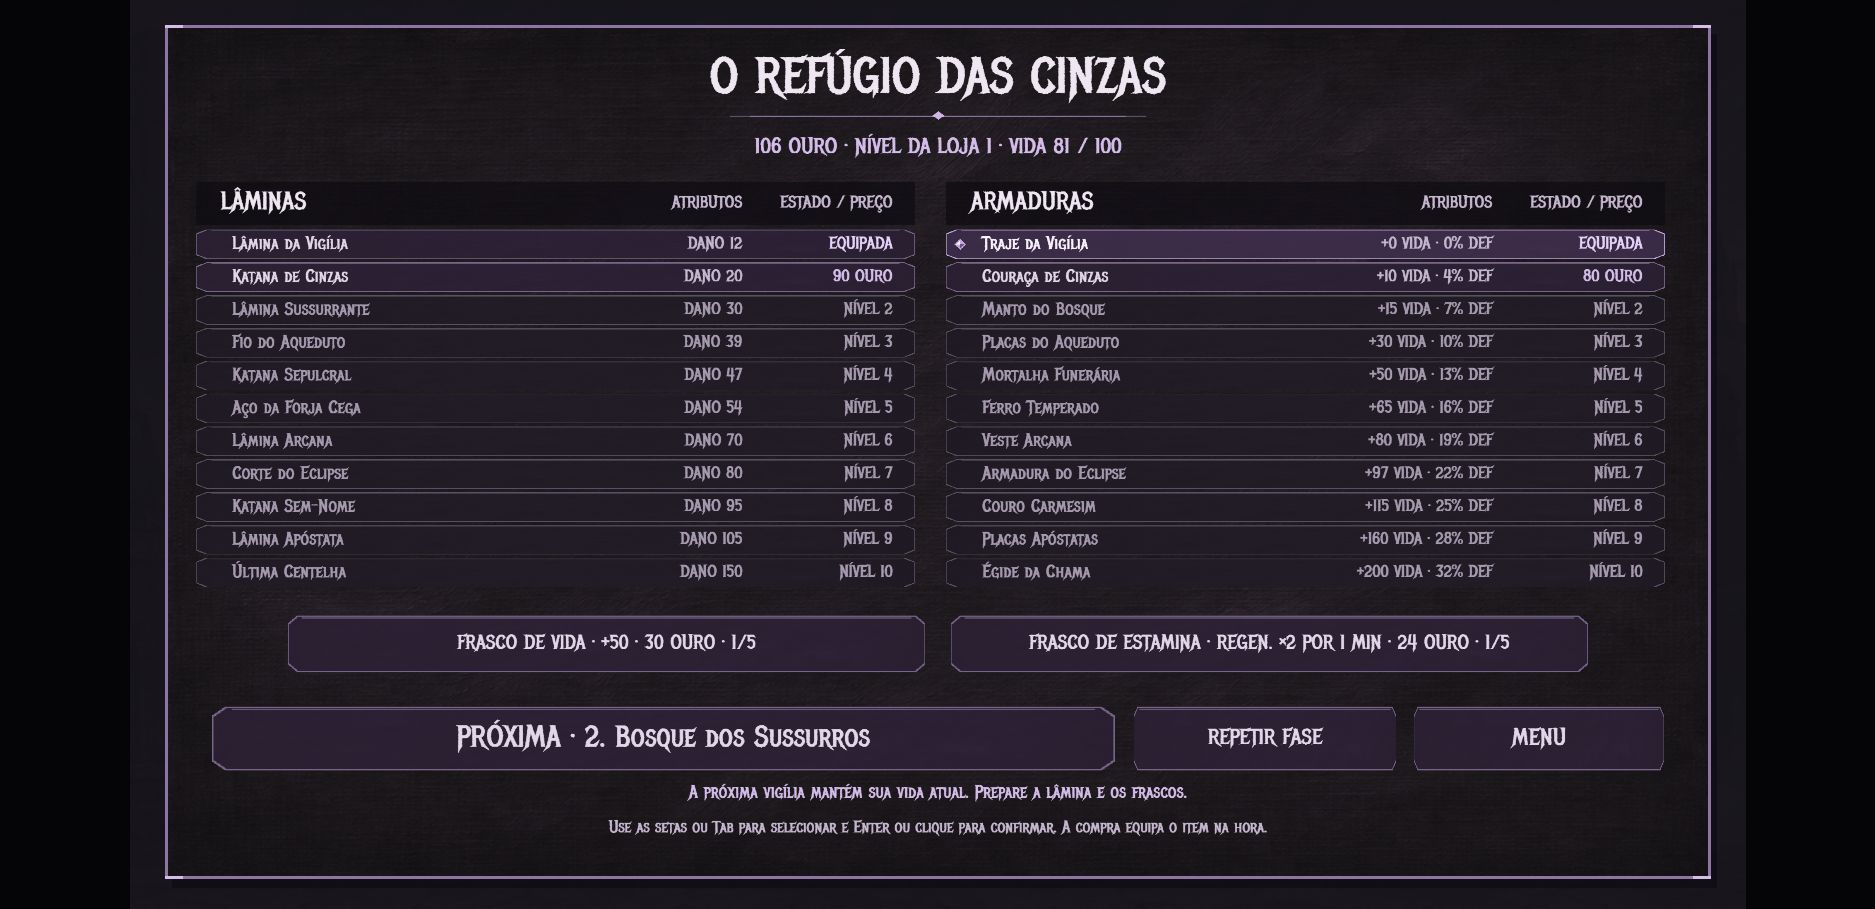 O REFÚGIO DAS CINZAS
106 OURO · NÍVEL DA LOJA 1 · VIDA 81 / 100
LÂMINAS ATRIBUTOS ESTADO / PREÇO
LÂMINA DA VIGÍLIA DANO 12 EQUIPADA
KATANA DE CINZAS DANO 20 90 OURO
LÂMINA SUSSURRANTE DANO 30 NÍVEL 2
FIO DO AQUEDUTO DANO 39 NÍVEL 3
KATANA SEPULCRAL DANO 47 NÍVEL 4
AÇO DA FORJA CEGA DANO 54 NÍVEL 5
LÂMINA ARCANA DANO 70 NÍVEL 6
CORTE DO ECLIPSE DANO 80 NÍVEL 7
KATANA SEM-NOME DANO 95 NÍVEL 8
LÂMINA APÓSTATA DANO 105 NÍVEL 9
ÚLTIMA CENTELHA DANO 150 NÍVEL 10
ARMADURAS ATRIBUTOS ESTADO / PREÇO
TRAJE DA VIGÍLIA +0 VIDA · 0% DEF EQUIPADA
COURAÇA DE CINZAS +10 VIDA · 4% DEF 80 OURO
MANTO DO BOSQUE +15 VIDA · 7% DEF NÍVEL 2
PLACAS DO AQUEDUTO +30 VIDA · 10% DEF NÍVEL 3
MORTALHA FUNERÁRIA +50 VIDA · 13% DEF NÍVEL 4
FERRO TEMPERADO +65 VIDA · 16% DEF NÍVEL 5
VESTE ARCANA +80 VIDA · 19% DEF NÍVEL 6
ARMADURA DO ECLIPSE +97 VIDA · 22% DEF NÍVEL 7
COURO CARMESIM +115 VIDA · 25% DEF NÍVEL 8
PLACAS APÓSTATAS +160 VIDA · 28% DEF NÍVEL 9
ÉGIDE DA CHAMA +200 VIDA · 32% DEF NÍVEL 10
FRASCO DE VIDA · +50 · 30 OURO · 1/5
FRASCO DE ESTAMINA · REGEN. ×2 POR 1 MIN · 24 OURO · 1/5
PRÓXIMA · 2. BOSQUE DOS SUSSURROS
REPETIR FASE
MENU
A PRÓXIMA VIGÍLIA MANTÉM SUA VIDA ATUAL. PREPARE A LÂMINA E OS FRASCOS.
USE AS SETAS OU TAB PARA SELECIONAR E ENTER OU CLIQUE PARA CONFIRMAR. A COMPRA EQUIPA O ITEM NA HORA.